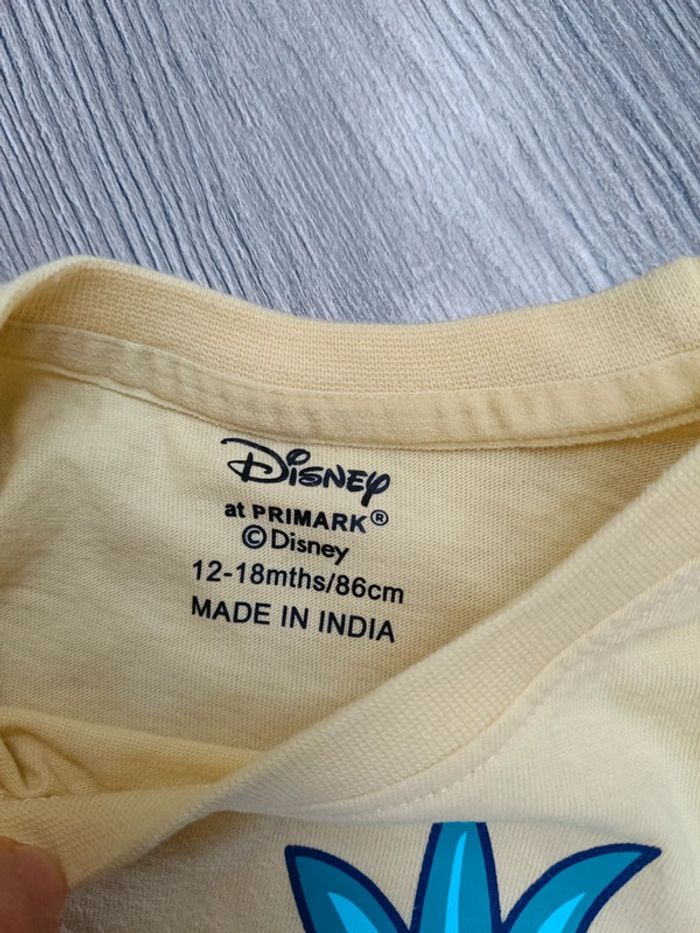 Disney
at PRIMARK®
©Disney
12-18mths/86cm
MADE IN INDIA